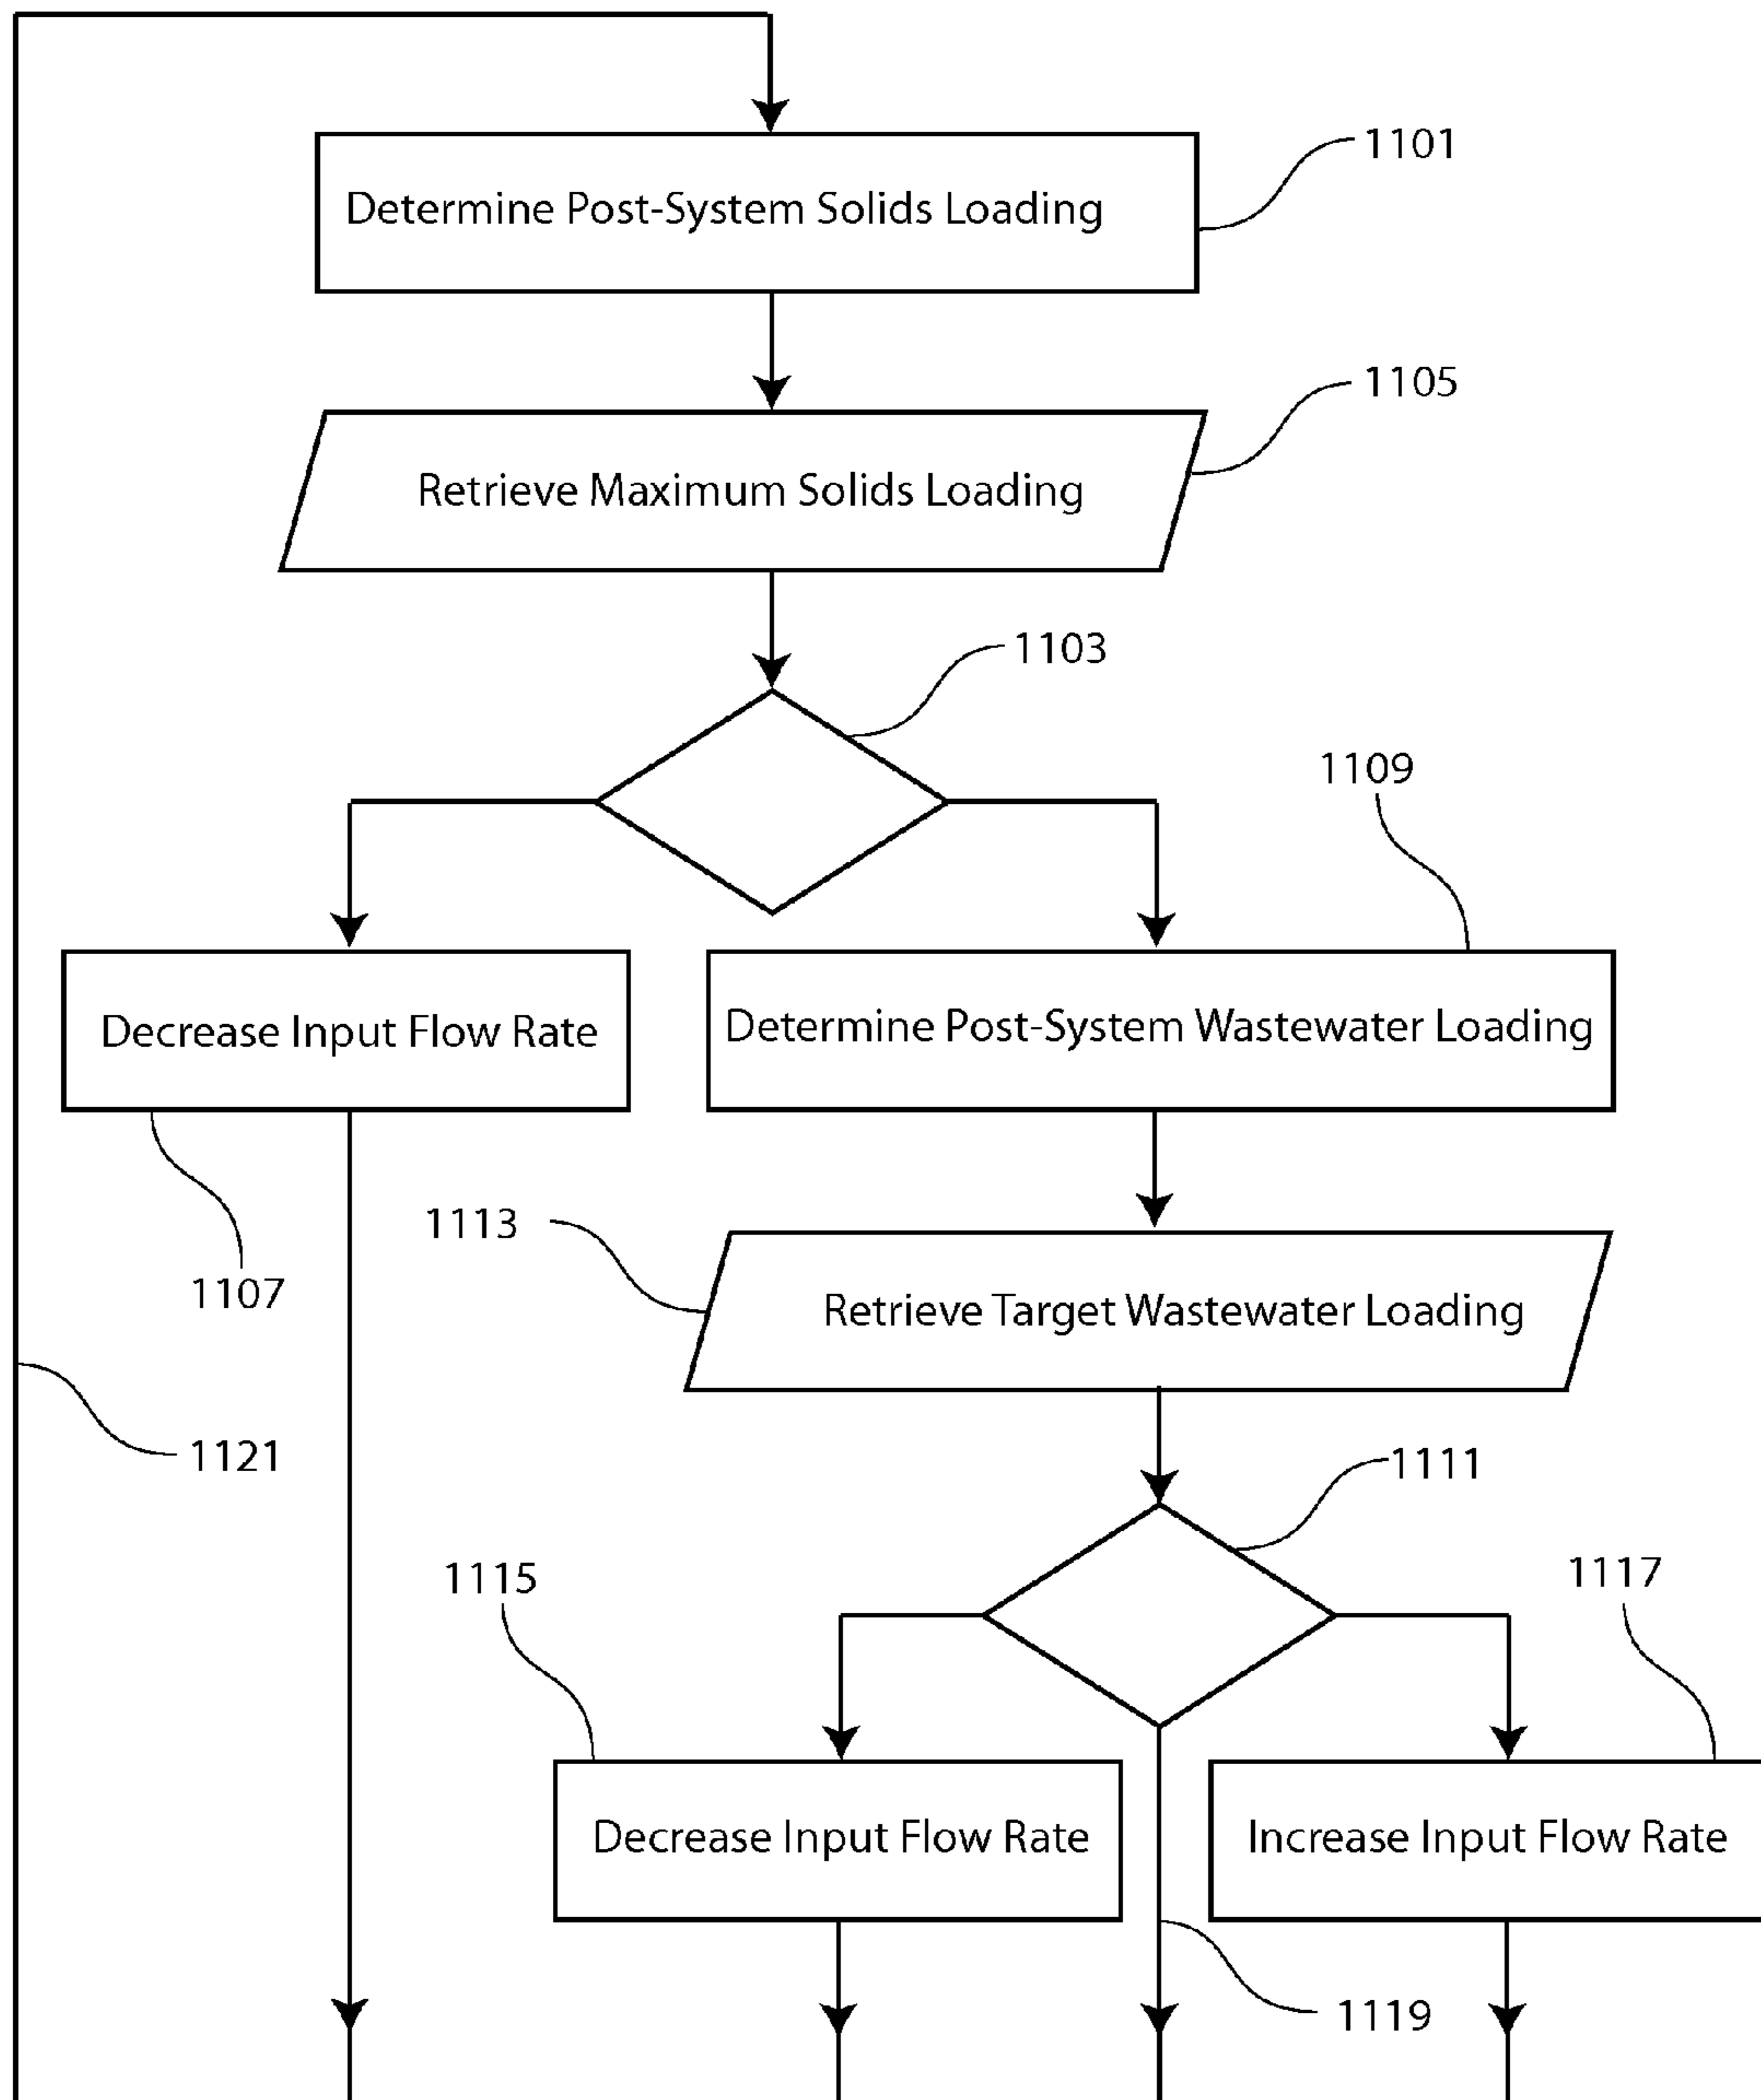 1101
Determine Post-System Solids Loading
1105
Retrieve Maximum Solids Loading
1103
1109
Decrease Input Flow Rate
Determine Post-System Wastewater Loading
1113
1107
Retrieve Target Wastewater Loading
1121
1111
1115
1117
Decrease Input Flow Rate
Increase Input Flow Rate
1119